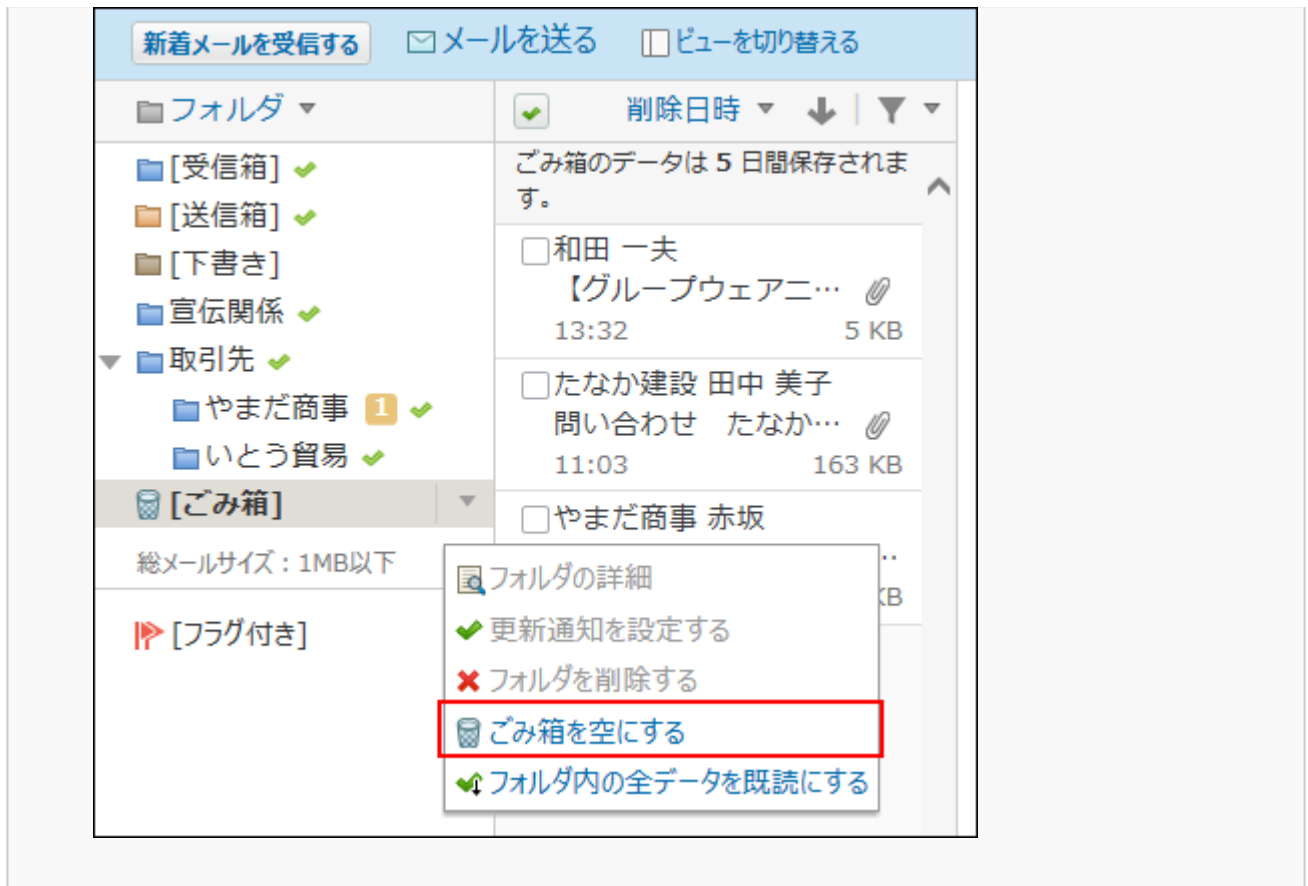 新着メールを受信する
メールを送る
ビューを切り替える
フォルダ
削除日時
[受信箱]
[送信箱]
[下書き]
宣伝関係
取引先
やまだ商事 1
いとう貿易
[ごみ箱]
総メールサイズ：1MB以下
[フラグ付き]
ごみ箱のデータは 5 日間保存されま
す。
和田 一夫
【グループウェアニ…
13:32 5 KB
たなか建設 田中 美子
問い合わせ　たなか…
11:03 163 KB
やまだ商事 赤坂
KB
フォルダの詳細
更新通知を設定する
フォルダを削除する
ごみ箱を空にする
フォルダ内の全データを既読にする